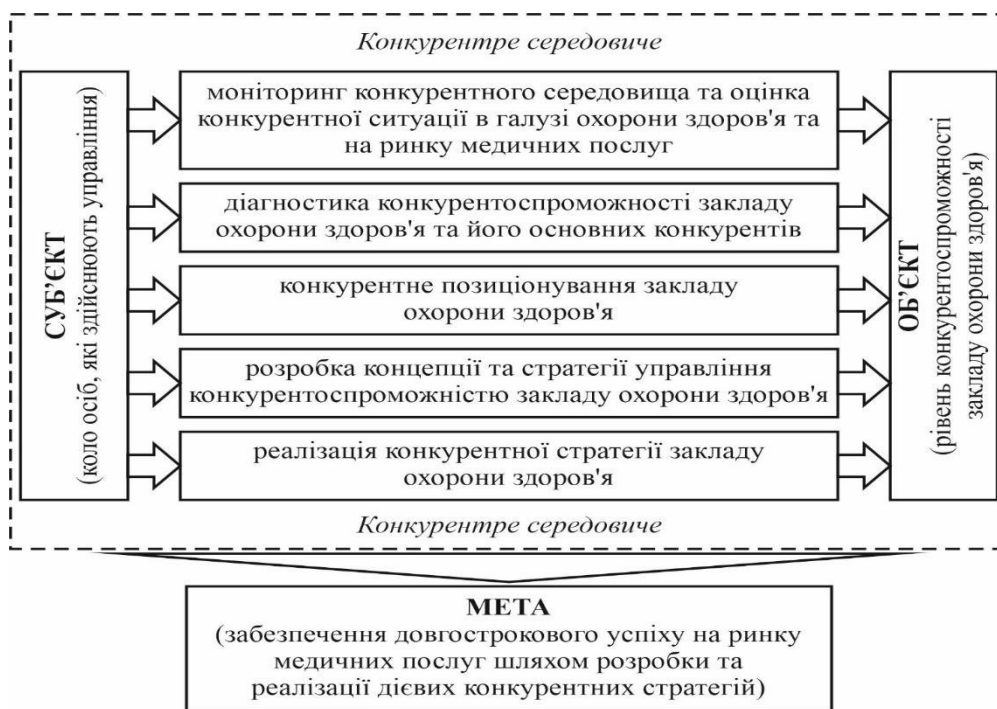 Конкурентре середовиче
СУБ’ЄКТ
(коло осіб, які здійснюють управління)
моніторинг конкурентного середовища та оцінка
конкурентної ситуації в галузі охорони здоров'я та
на ринку медичних послуг
діагностика конкурентоспроможності закладу
охорони здоров'я та його основних конкурентів
конкурентне позиціонування закладу
охорони здоров'я
розробка концепції та стратегії управління
конкурентоспроможністю закладу охорони здоров'я
реалізація конкурентної стратегії закладу
охорони здоров'я
ОБ’ЄКТ
(рівень конкурентоспроможності
закладу охорони здоров'я)
Конкурентре середовиче
МЕТА
(забезпечення довгострокового успіху на ринку
медичних послуг шляхом розробки та
реалізації дієвих конкурентних стратегій)